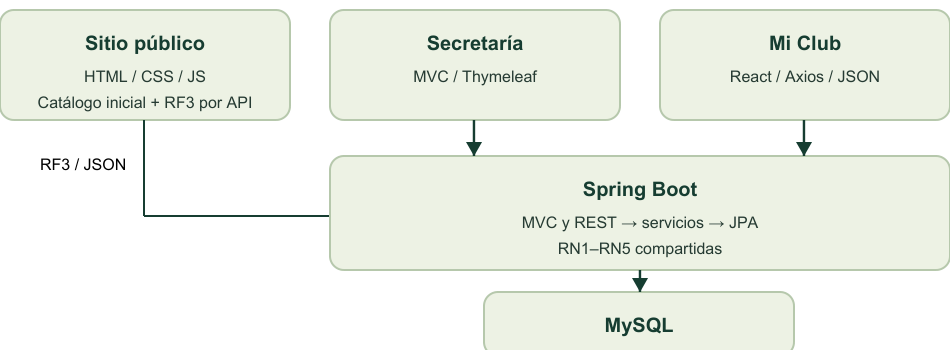 Sitio público
HTML / CSS / JS
Catálogo inicial + RF3 por API
Secretaría
MVC / Thymeleaf
Mi Club
React / Axios / JSON
RF3 / JSON
Spring Boot
MVC y REST → servicios → JPA
RN1–RN5 compartidas
MySQL